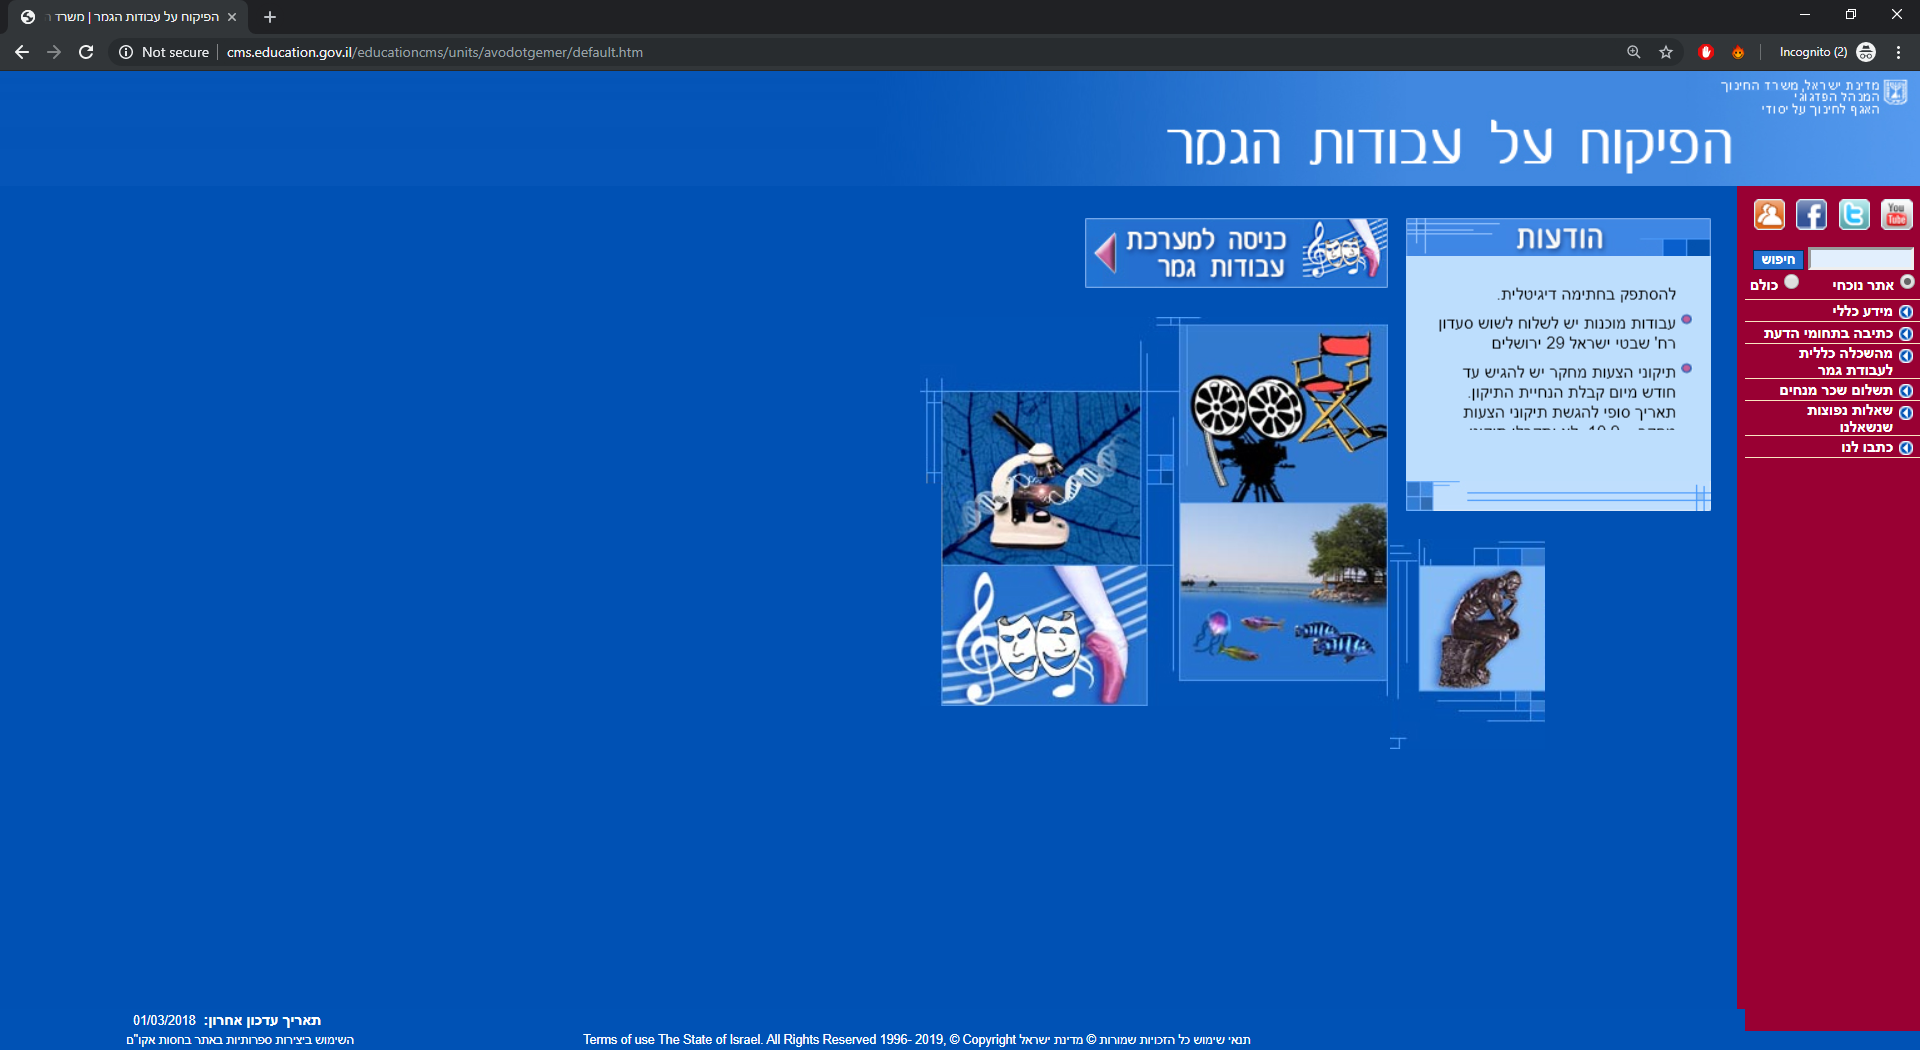 הפיקוח על עבודות הגמר | משרד ה
Incognito (2)
Not secure | cms.education.gov.il/educationcms/units/avodotgemer/default.htm
מדינת ישראל, משרד החינוך
המנהל הפדגוגי
האגף לחינוך על יסודי
הפיקוח על עבודות הגמר
You
Tube
חיפוש
אתר נוכחי
כולם
מידע כללי
כתיבה בתחומי הדעת
מהשכלה כללית
לעבודת גמר
תשלום שכר מנחים
שאלות נפוצות
שנשאלנו
כתבו לנו
הודעות
להסתפק בחתימה דיגיטלית.
עבודות מוכנות יש לשלוח לשוש סעדון
רח' שבטי ישראל 29 ירושלים
תיקוני הצעות מחקר יש להגיש עד
חודש מיום קבלת הנחיית התיקון.
תאריך סופי להגשת תיקוני הצעות
כניסה למערכת
עבודות גמר
תאריך עדכון אחרון: 01/03/2018
השימוש ביצירות ספרותיות באתר בחסות אקו"ם
תנאי שימוש כל הזכויות שמורות © מדינת ישראל Terms of use The State of Israel. All Rights Reserved 1996- 2019, © Copyright